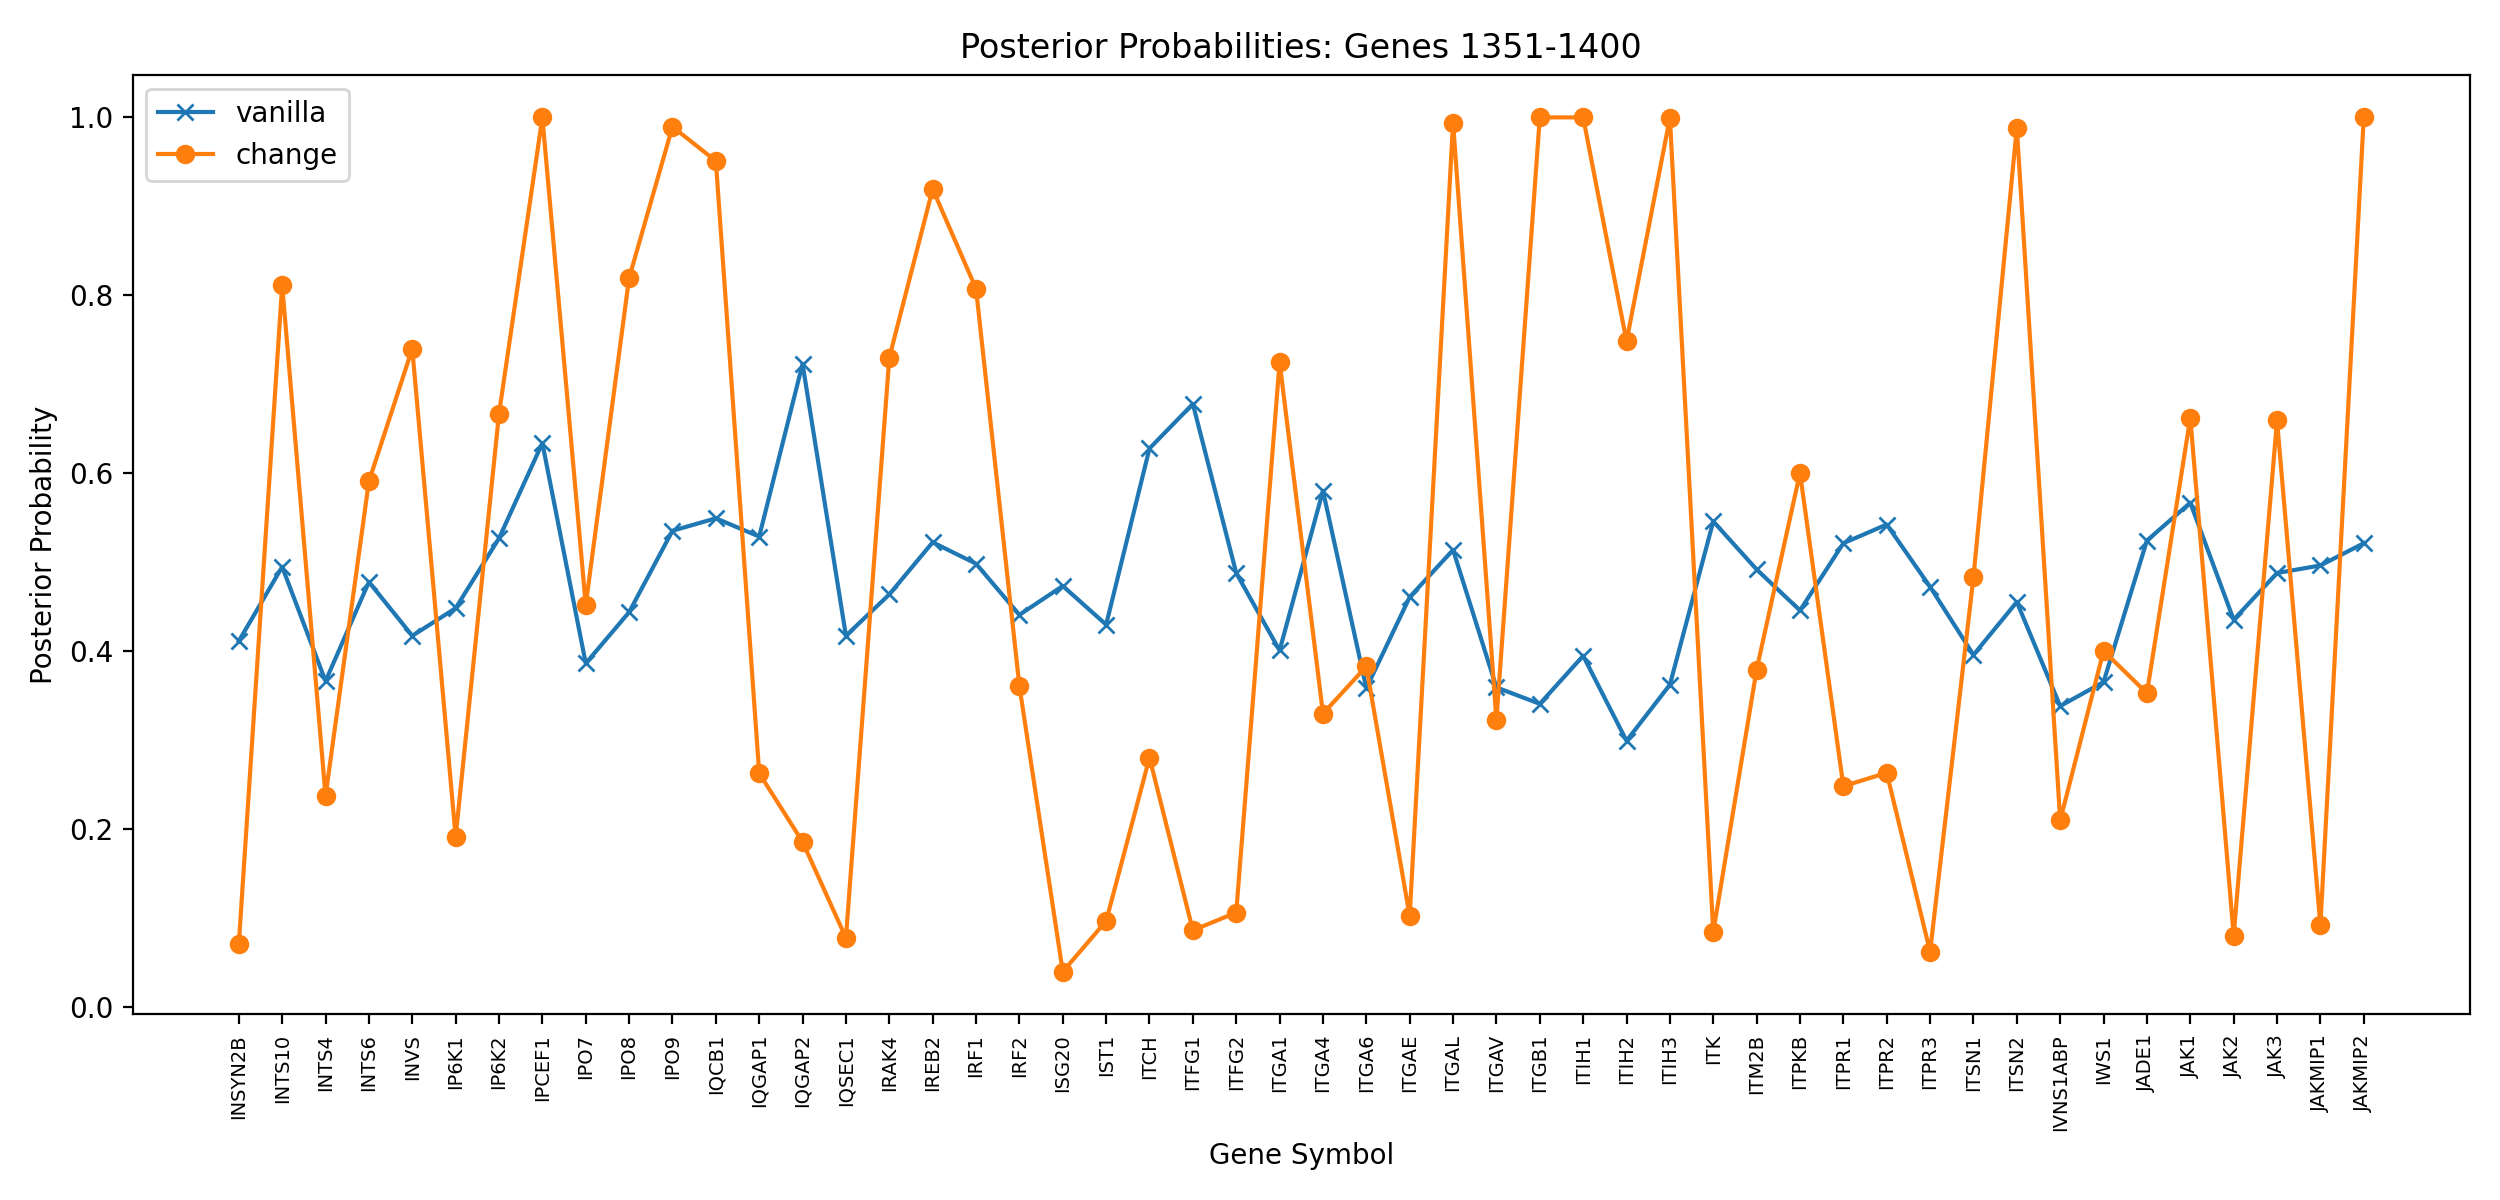 Posterior Probabilities: Genes 1351-1400
vanilla
change
1.0
0.8
0.6
0.4
0.2
0.0
Posterior Probability
INSYN2B
INTS10
INTS4
INTS6
INVS
IP6K1
IP6K2
IPCEF1
IPO7
IPO8
IPO9
IQCB1
IQGAP1
IQGAP2
IQSEC1
IRAK4
IREB2
IRF1
IRF2
ISG20
IST1
ITCH
ITFG1
ITFG2
ITGA1
ITGA4
ITGA6
ITGAE
ITGAL
ITGAV
ITGB1
ITIH1
ITIH2
ITIH3
ITK
ITM2B
ITPKB
ITPR1
ITPR2
ITPR3
ITSN1
ITSN2
IVNS1ABP
IWS1
JADE1
JAK1
JAK2
JAK3
JAKMIP1
JAKMIP2
Gene Symbol